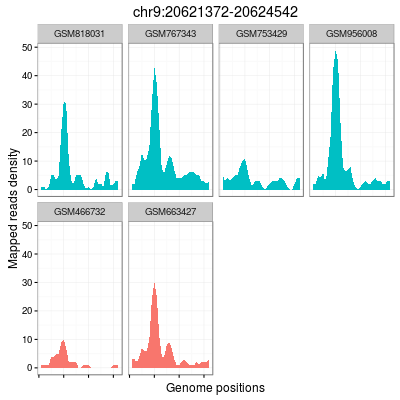 chr9:20621372-20624542
GSM818031 GSM767343 GSM753429 GSM956008
50
40
30
20
10
0
GSM466732 GSM663427
50
40
30
20
10
0
Mapped reads density
Genome positions